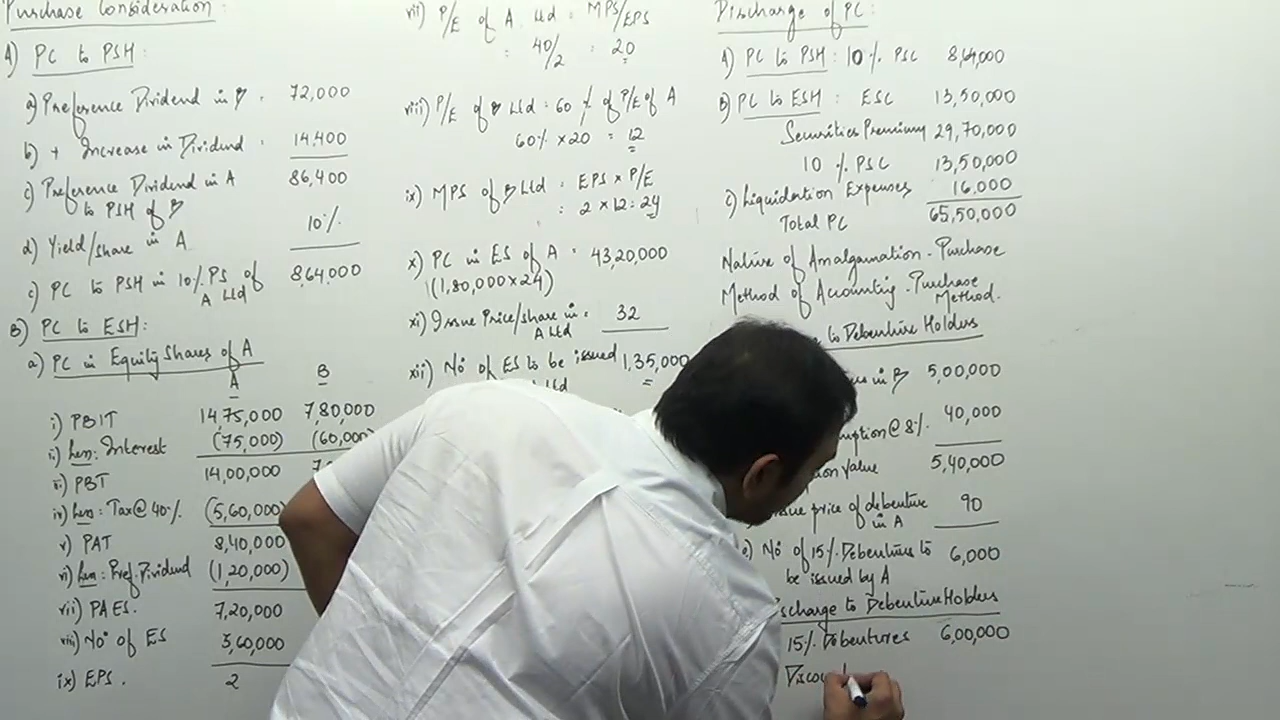 Purchase Consideration:
A) PC to PSH:
a) Preference Dividend in B : 72,000
b) + Increase in Dividend : 14,400
c) Preference Dividend in A 86,400
to PSH of B
d) Yield/share in A 10%
c) PC to PSH in 10% PS of 8,64,000
A Ltd
B) PC to ESH:
a) PC in Equity Shares of A
A B
i) PBIT 14,75,000 7,80,000
ii) Less: Interest (75,000) (60,000)
ii) PBT 14,00,000
iv) Less: Tax@ 40% (5,60,000)
v) PAT 8,40,000
vi) Less: Pref. Dividend (1,20,000)
vii) PAES. 7,20,000
viii) No of ES 3,60,000
ix) EPS. 2
vii) P/E of A Ltd = MPS/EPS
= 40/2 = 20
viii) P/E of B Ltd = 60 % of P/E of A
60% x 20 = 12
ix) MPS of B Ltd = EPS x P/E
= 2 x 12 = 24
x) PC in ES of A = 43,20,000
(1,80,000 x 24)
xi) Issue Price/share in = 32
A Ltd
xii) No of ES to be issued 1,35,000
Ltd
Discharge of PC:
A) PC to PSH: 10% PSC 8,64,000
B) PC to ESH: ESC 13,50,000
Securities Premium 29,70,000
10 % PSC 13,50,000
c) Liquidation Expenses 16,000
Total PC 65,50,000
Nature of Amalgamation - Purchase
Method of Accounting - Purchase
Method.
to Debenture Holders
in B 5,00,000
@ 8% 40,000
Value 5,40,000
price of debenture 90
in A
e) No of 15% Debenture to 6,000
be issued by A
Discharge to Debenture Holders
15% Debentures 6,00,000